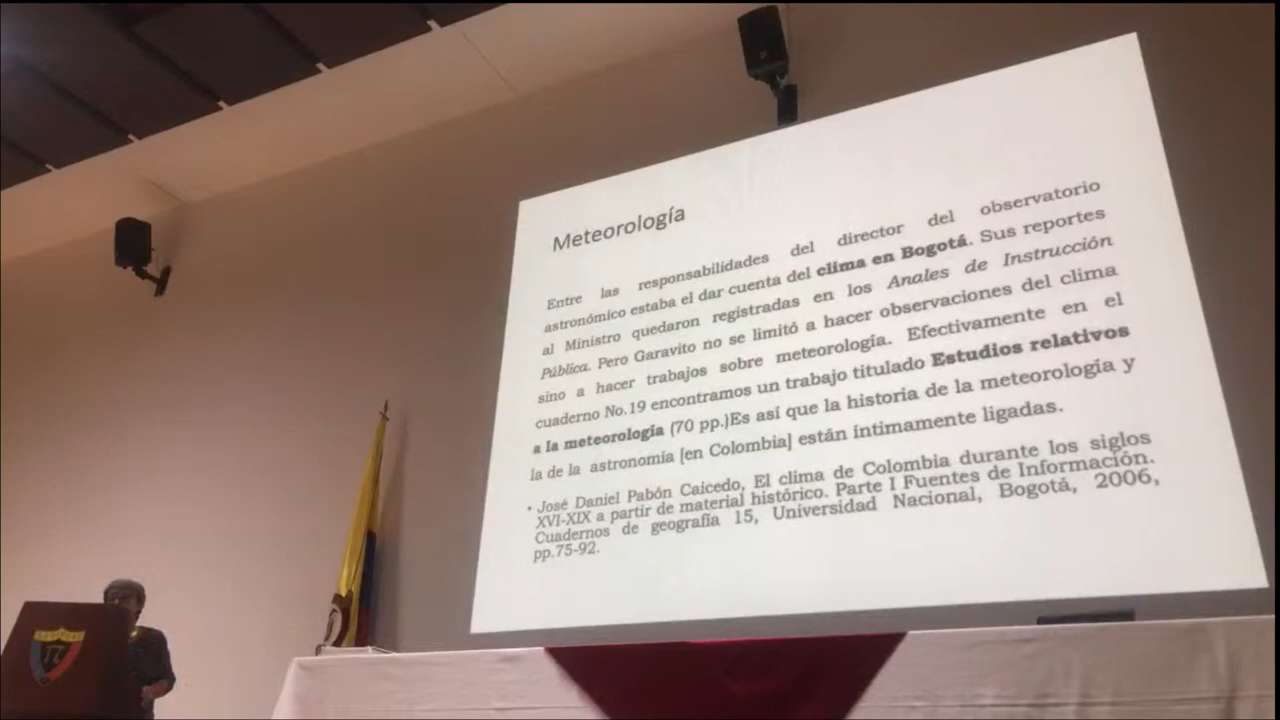 Meteorología
Entre las responsabilidades del director del observatorio
astronómico estaba el dar cuenta del clima en Bogotá. Sus reportes
al Ministro quedaron registradas en los Anales de Instrucción
Pública. Pero Garavito no se limitó a hacer observaciones del clima
sino a hacer trabajos sobre meteorología. Efectivamente en el
cuaderno No.19 encontramos un trabajo titulado Estudios relativos
a la meteorología (70 pp.)Es así que la historia de la meteorología y
la de la astronomía [en Colombia] están íntimamente ligadas.
• José Daniel Pabón Caicedo, El clima de Colombia durante los siglos
XVI-XIX a partir de material histórico. Parte I Fuentes de Información.
Cuadernos de geografía 15, Universidad Nacional, Bogotá, 2006,
pp.75-92.